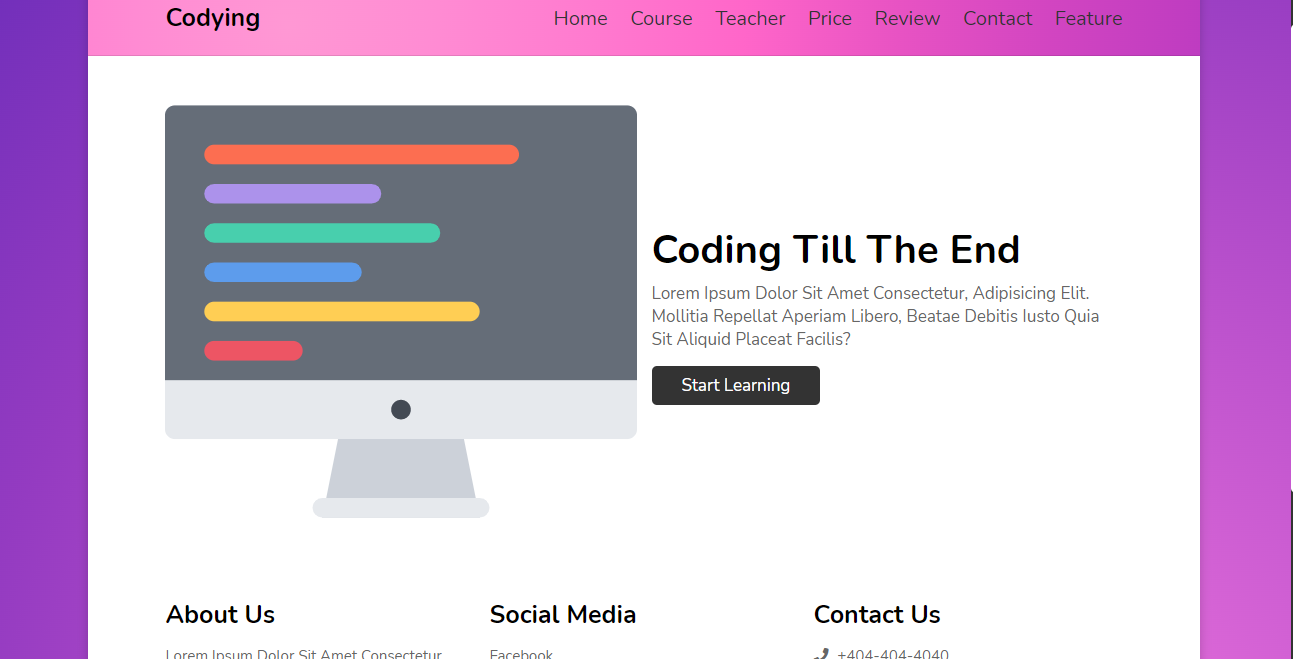 Codying
Home Course Teacher Price Review Contact Feature
Coding Till The End
Lorem Ipsum Dolor Sit Amet Consectetur, Adipisicing Elit.
Mollitia Repellat Aperiam Libero, Beatae Debitis Iusto Quia
Sit Aliquid Placeat Facilis?
Start Learning
About Us
Social Media
Contact Us
Lorem Ipsum Dolor Sit Amet Consectetur
Facebook
+404-404-4040